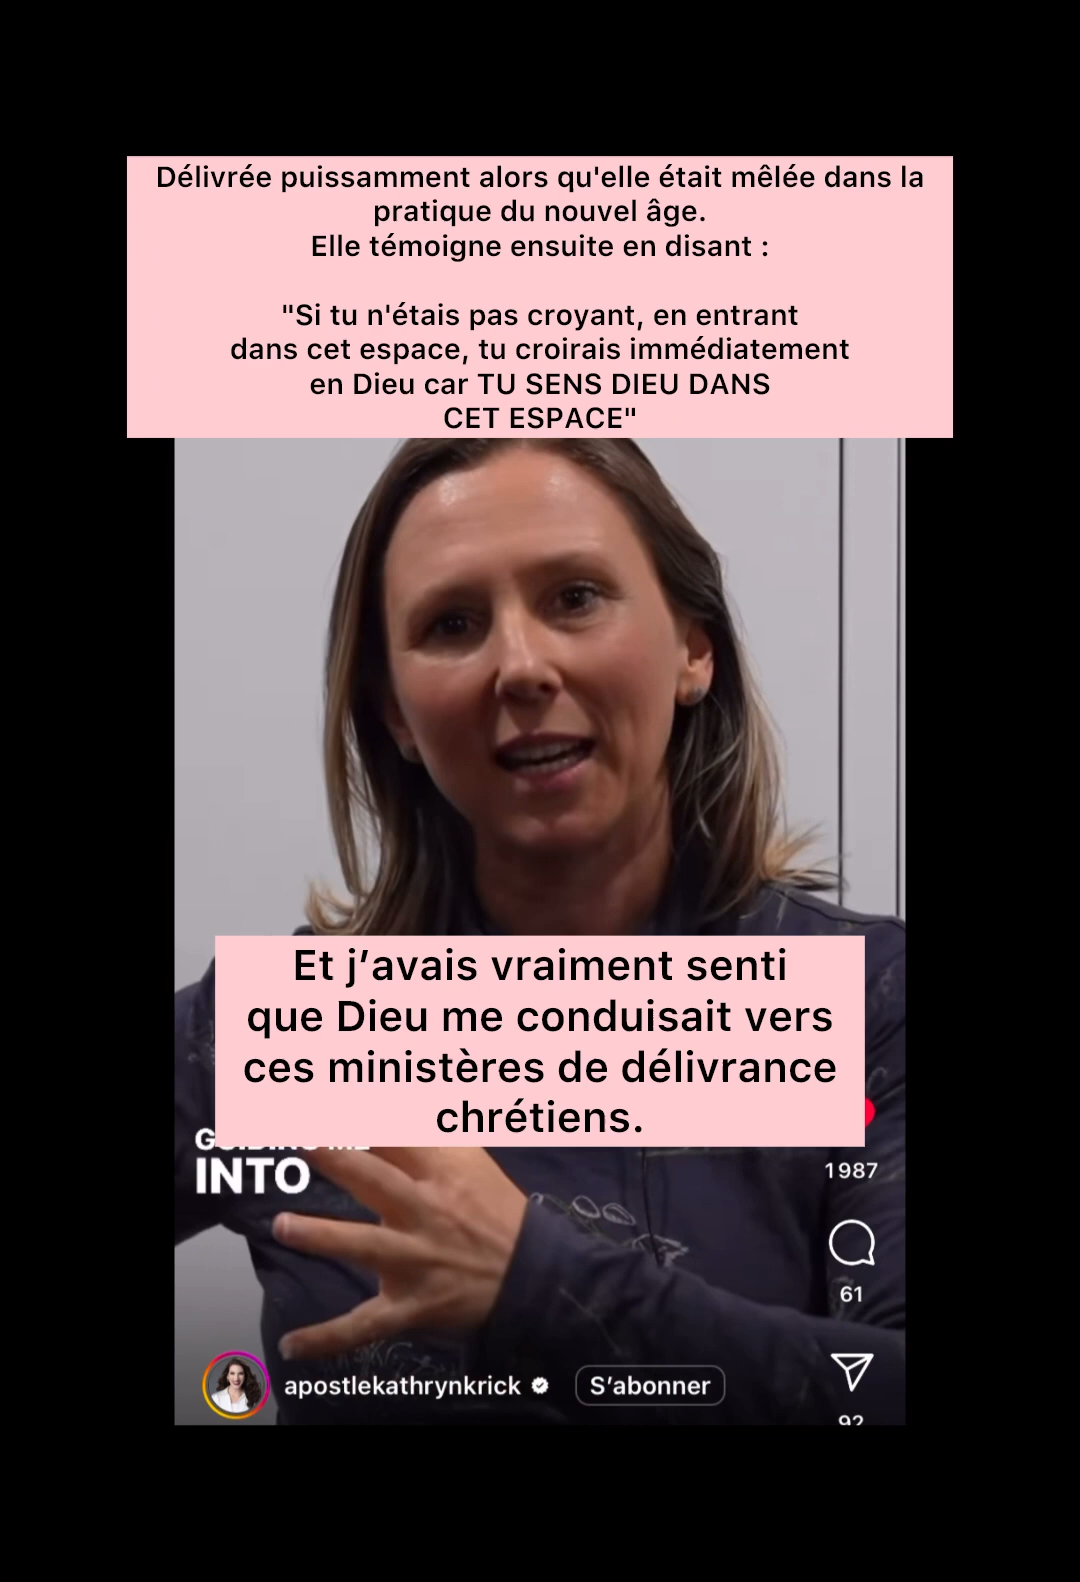 Délivrée puissamment alors qu'elle était mêlée dans la
pratique du nouvel âge.
Elle témoigne ensuite en disant :
"Si tu n'étais pas croyant, en entrant
dans cet espace, tu croirais immédiatement
en Dieu car TU SENS DIEU DANS
CET ESPACE"
Et j’avais vraiment senti
que Dieu me conduisait vers
ces ministères de délivrance
chrétiens.
GUIDING ME
INTO
1987
61
apostlekathrynkrick
S’abonner
92